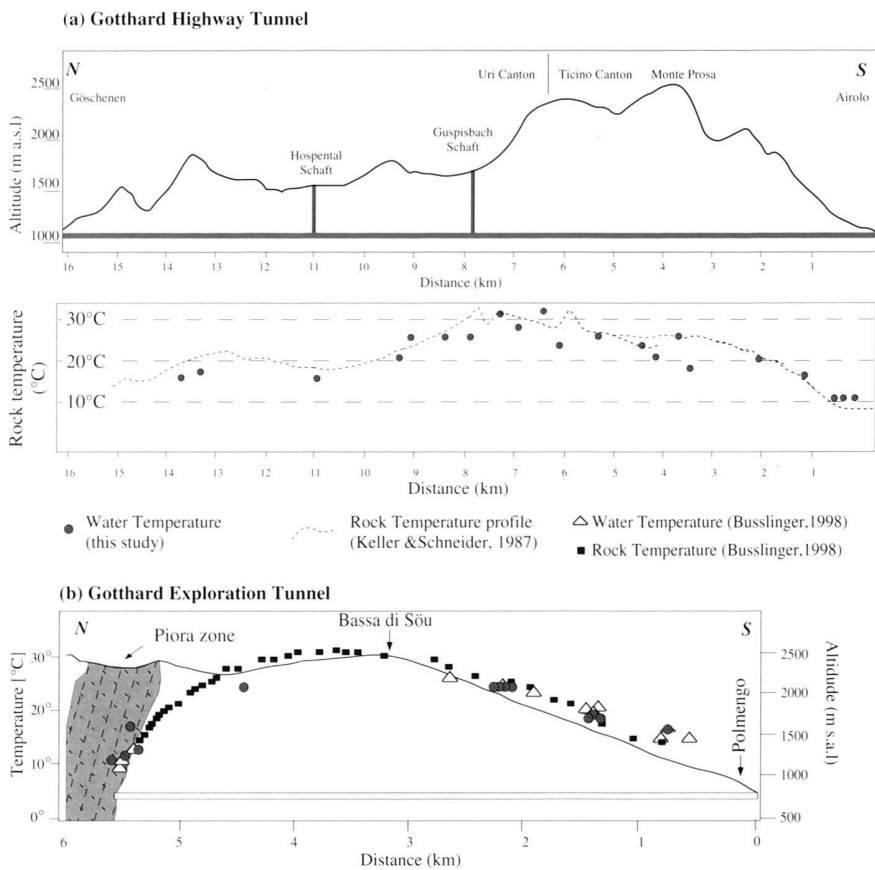 (a) Gotthard Highway Tunnel
N
S
Uri Canton
Ticino Canton
Monte Prosa
Göschenen
Airolo
Guspisbach
Schaft
Hospental
Schaft
Altitude (m a.s.l)
2500
2000
1500
1000
16 15 14 13 12 11 10 9 8 7 6 5 4 3 2 1
Distance (km)
Rock temperature
(°C)
30°C
20°C
10°C
16 15 14 13 12 11 10 9 8 7 6 5 4 3 2 1
Distance (km)
Water Temperature
(this study)
Rock Temperature profile
(Keller &Schneider, 1987)
Water Temperature (Busslinger,1998)
Rock Temperature (Busslinger,1998)
(b) Gotthard Exploration Tunnel
N
Piora zone
Bassa di Söu
S
Temperature [°C]
30°
20°
10°
0°
Polmengo
2500
2000
1500
1000
500
Altidude (m s.a.l)
6 5 4 3 2 1 0
Distance (km)